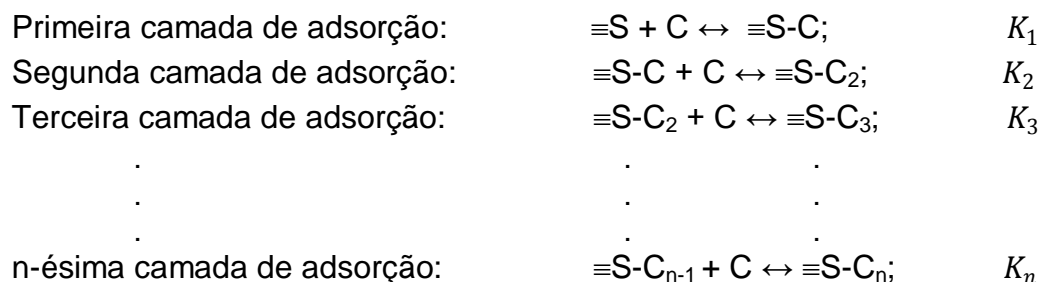 Primeira camada de adsorção: ≡S + C ↔ ≡S-C; K₁
Segunda camada de adsorção: ≡S-C + C ↔ ≡S-C₂; K₂
Terceira camada de adsorção: ≡S-C₂ + C ↔ ≡S-C₃; K₃
. . .
. . .
. . .
n-ésima camada de adsorção: ≡S-Cₙ₋₁ + C ↔ ≡S-Cₙ; Kₙ